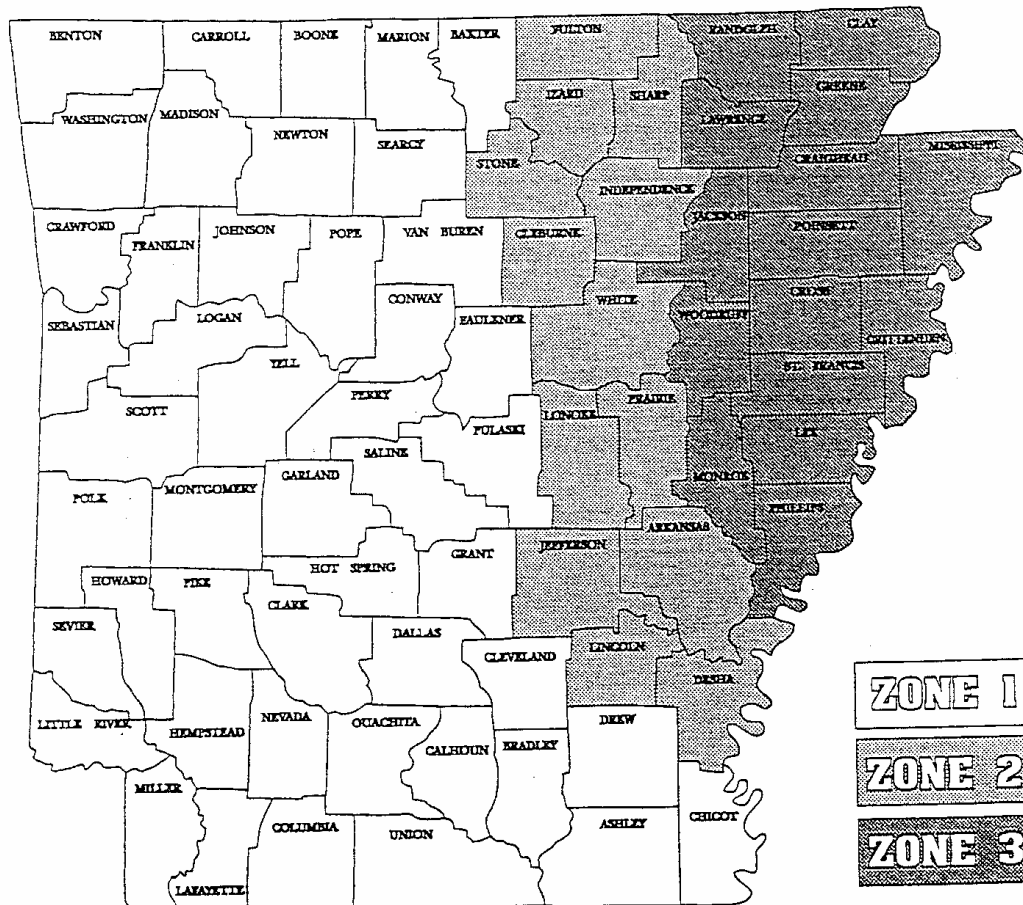 BENTON
CARROLL
BOONE
MARION
BAXTER
FULTON
RANDOLPH
CLAY
WASHINGTON
MADISON
NEWTON
SEARCY
STONE
IZARD
SHARP
LAWRENCE
GREENE
CRAWFORD
FRANKLIN
JOHNSON
POPE
VAN BUREN
CLEBURNE
INDEPENDENCE
JACKSON
CRAIGHEAD
MISSISSIPPI
POINSETT
SEBASTIAN
LOGAN
CONWAY
FAULKNER
WHITE
WOODRUFF
CROSS
CRITTENDEN
SCOTT
YELL
PERRY
PULASKI
LONOKE
PRAIRIE
ST. FRANCIS
LEE
POLK
MONTGOMERY
GARLAND
SALINE
MONROE
PHILLIPS
HOWARD
PIKE
HOT SPRING
GRANT
JEFFERSON
ARKANSAS
SEVIER
CLARK
DALLAS
CLEVELAND
LINCOLN
DESHA
LITTLE RIVER
HEMPSTEAD
NEVADA
OUACHITA
CALHOUN
BRADLEY
DREW
MILLER
LAFAYETTE
COLUMBIA
UNION
ASHLEY
CHICOT
ZONE 1
ZONE 2
ZONE 3